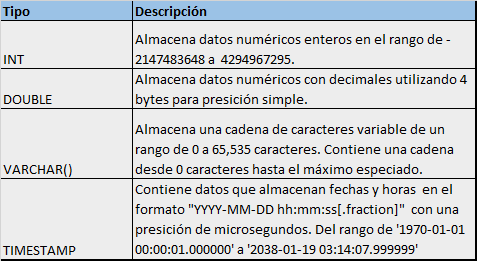 Tipo Descripción
Almacena datos numéricos enteros en el rango de -
INT 2147483648 a 4294967295.
Almacena datos numéricos con decimales utilizando 4
DOUBLE bytes para presición simple.
Almacena una cadena de caracteres variable de un
rango de 0 a 65,535 caracteres. Contiene una cadena
VARCHAR() desde 0 caracteres hasta el máximo especiado.
Contiene datos que almacenan fechas y horas en el
formato "YYYY-MM-DD hh:mm:ss[.fraction]" con una
presición de microsegundos. Del rango de '1970-01-01
TIMESTAMP 00:00:01.000000' a '2038-01-19 03:14:07.999999'